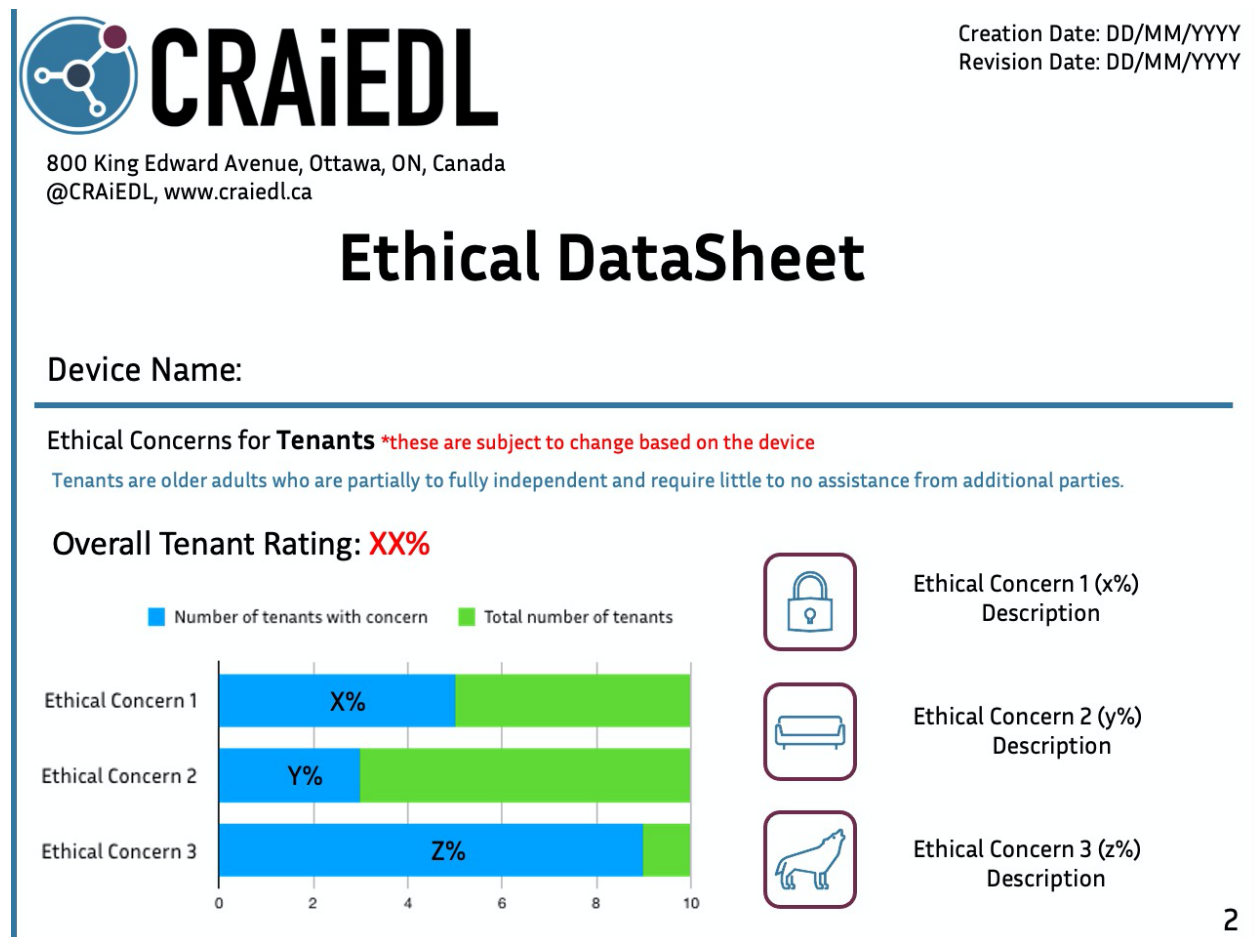 CRAiEDL
Creation Date: DD/MM/YYYY
Revision Date: DD/MM/YYYY
800 King Edward Avenue, Ottawa, ON, Canada
@CRAiEDL, www.craiedl.ca
Ethical DataSheet
Device Name:
Ethical Concerns for Tenants *these are subject to change based on the device
Tenants are older adults who are partially to fully independent and require little to no assistance from additional parties.
Overall Tenant Rating: XX%
Number of tenants with concern
Total number of tenants
Ethical Concern 1
X%
Ethical Concern 2
Y%
Ethical Concern 3
Z%
0 2 4 6 8 10
Ethical Concern 1 (x%)
Description
Ethical Concern 2 (y%)
Description
Ethical Concern 3 (z%)
Description
2